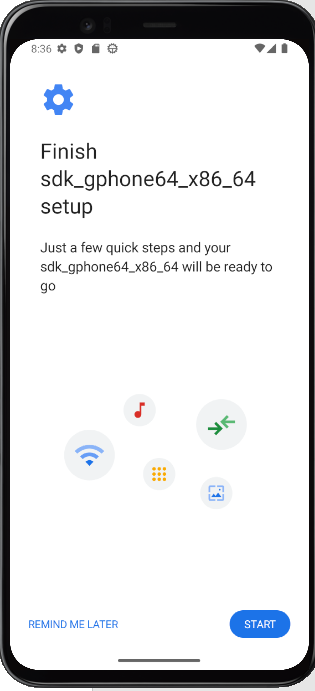 8:36
Finish
sdk_gphone64_x86_64
setup
Just a few quick steps and your
sdk_gphone64_x86_64 will be ready to
go
REMIND ME LATER
START